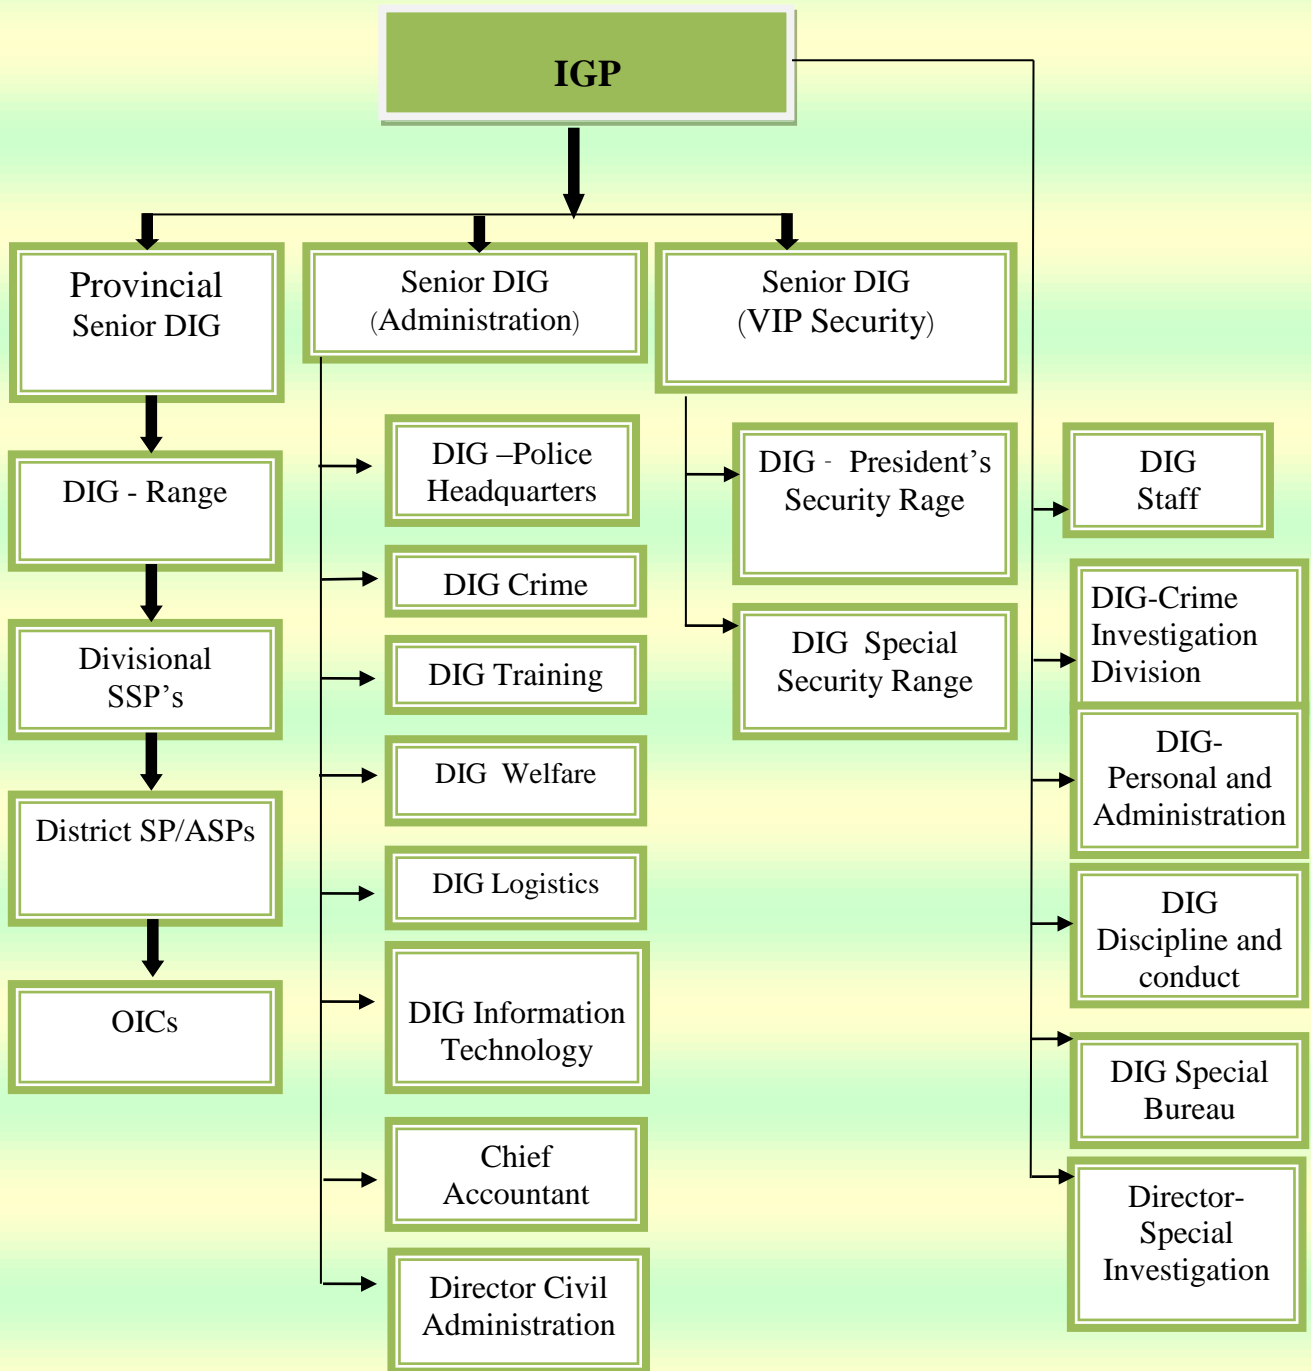 IGP
Provincial
Senior DIG
Senior DIG
(Administration)
Senior DIG
(VIP Security)
DIG - Range
Divisional
SSP's
District SP/ASPs
OICs
DIG –Police
Headquarters
DIG Crime
DIG Training
DIG Welfare
DIG Logistics
DIG Information
Technology
Chief
Accountant
Director Civil
Administration
DIG - President's
Security Rage
DIG Special
Security Range
DIG
Staff
DIG-Crime
Investigation
Division
DIG-
Personal and
Administration
DIG
Discipline and
conduct
DIG Special
Bureau
Director-
Special
Investigation